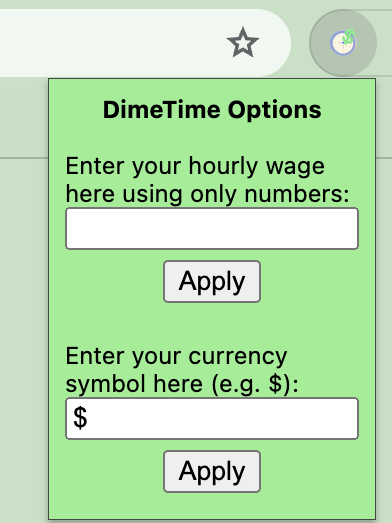 DimeTime Options
Enter your hourly wage
here using only numbers:
Apply
Enter your currency
symbol here (e.g. $):
$
Apply